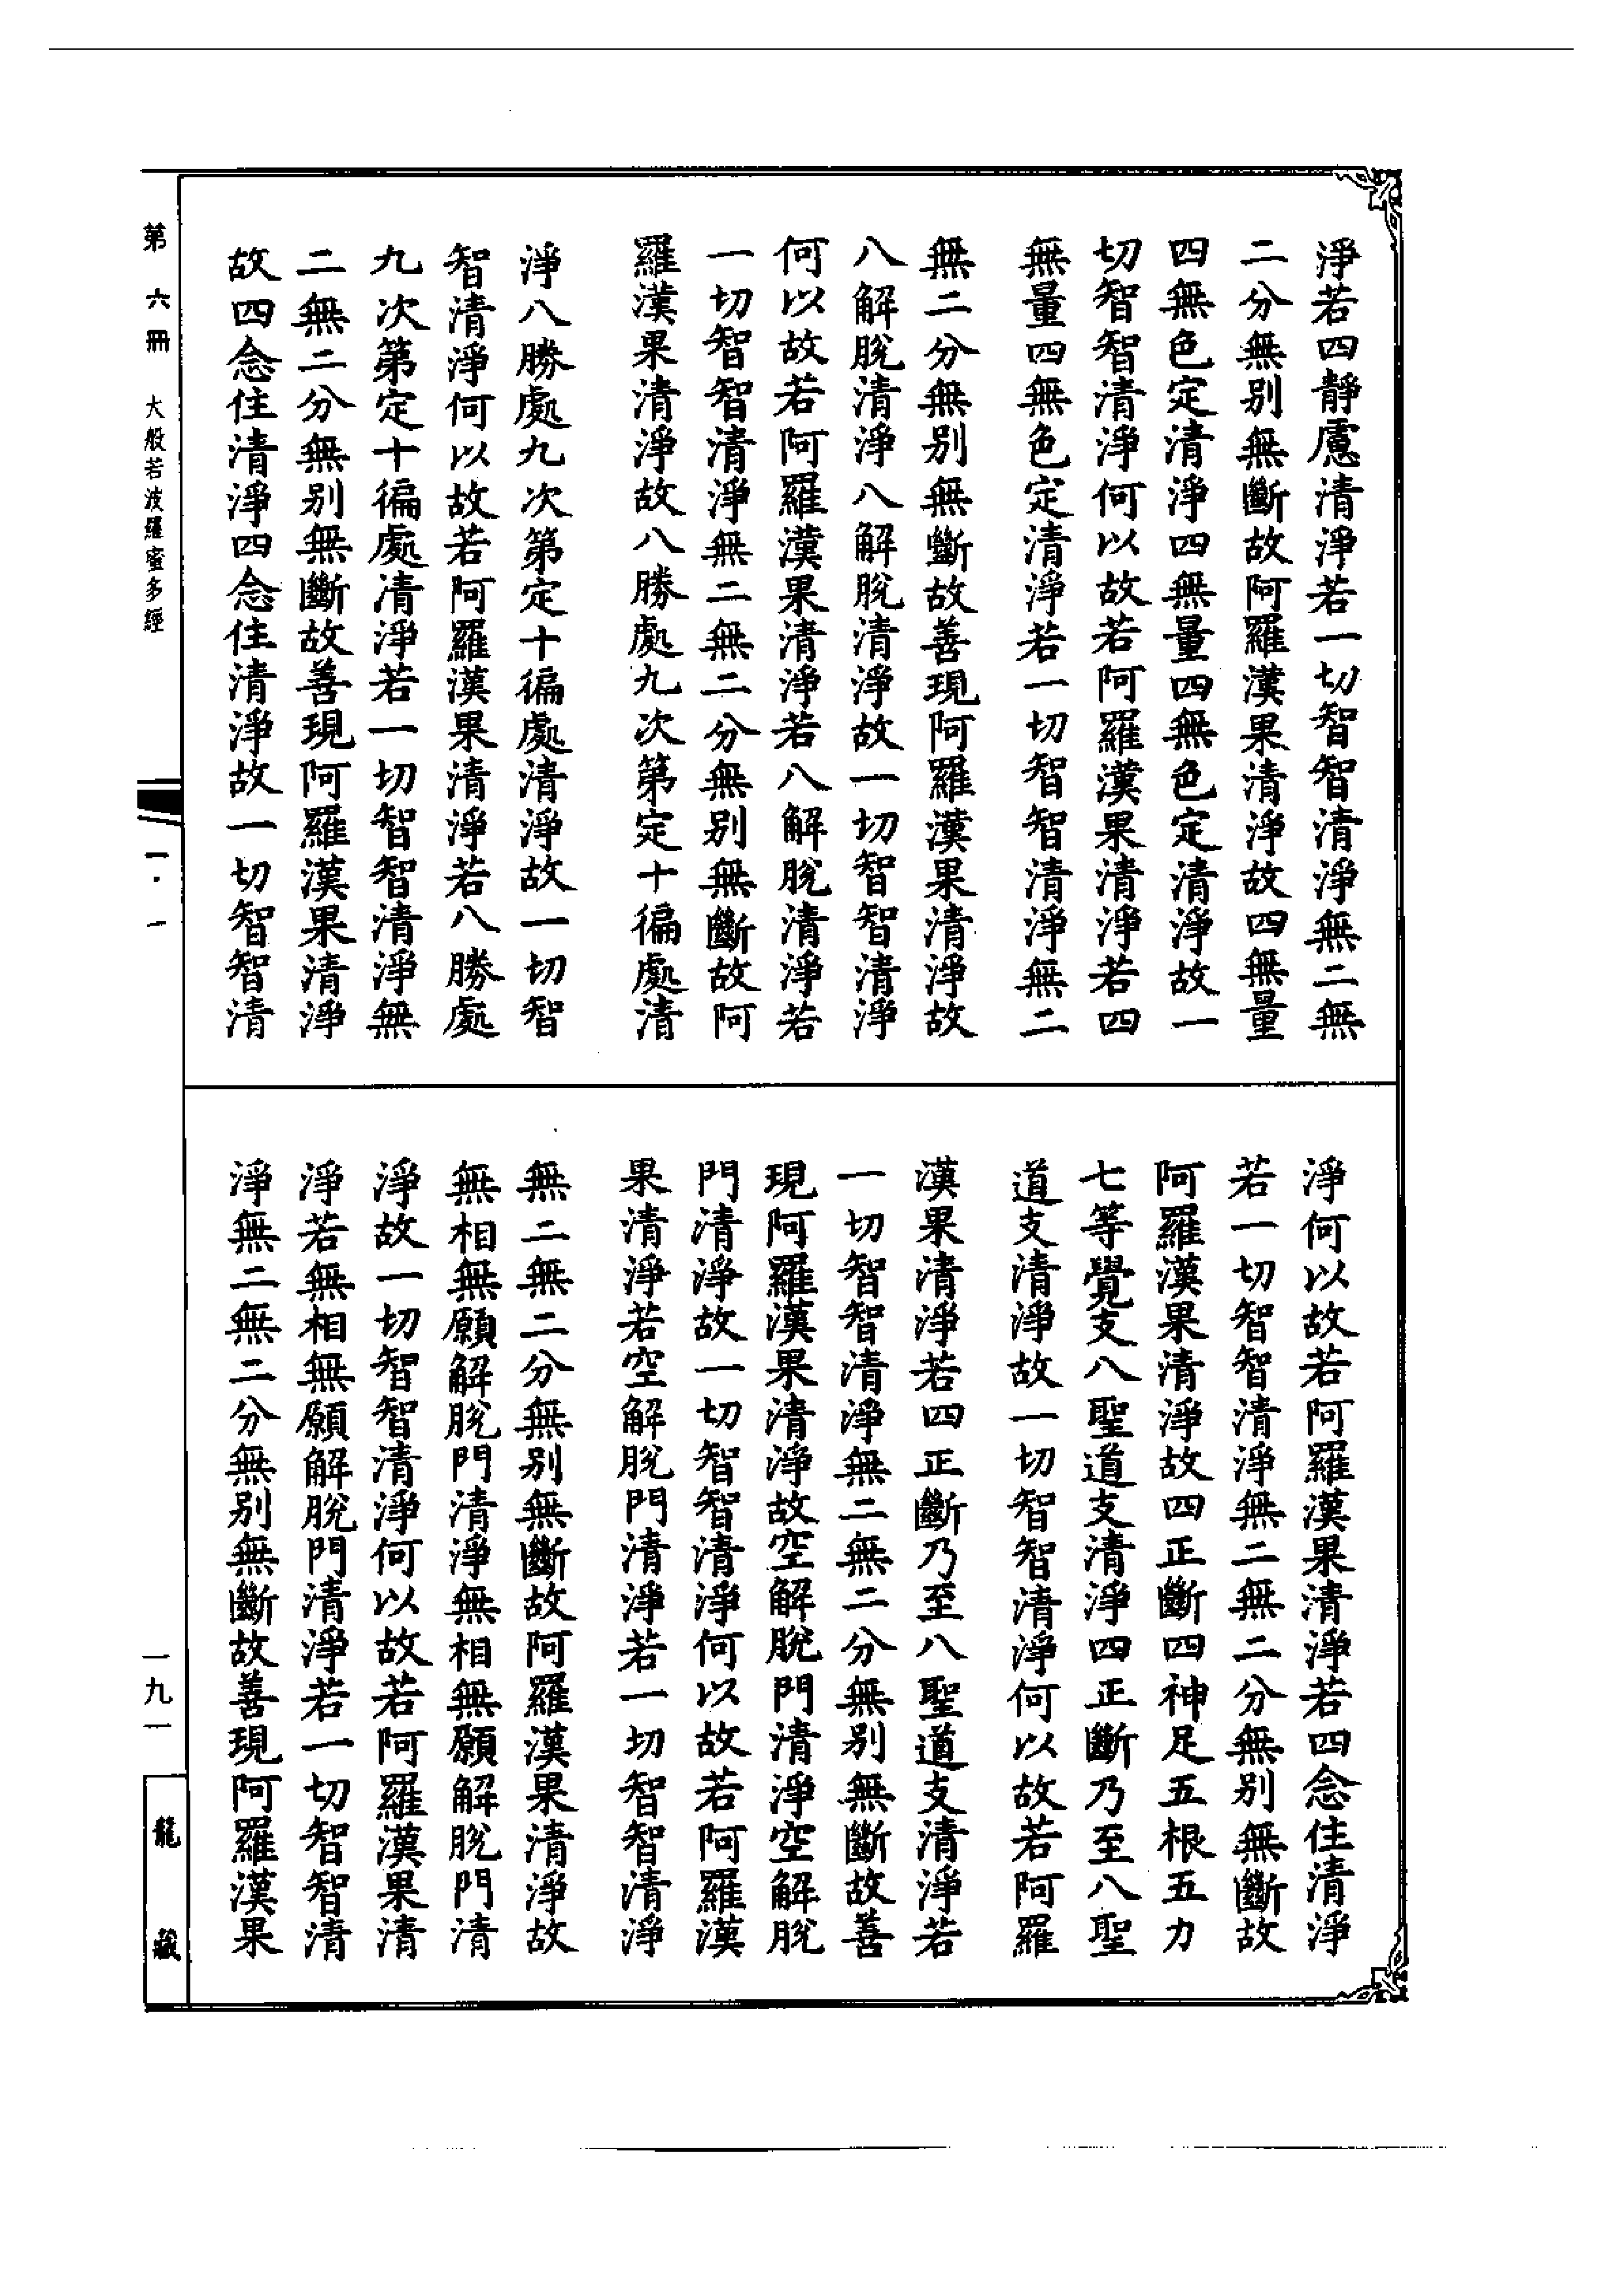 淨若四靜慮清淨若一切智智清淨無二無
二分無別無斷故阿羅漢果清淨故四無量
四無色定清淨四無量四無色定清淨故一
切智智清淨何以故若阿羅漢果清淨若四
無量四無色定清淨若一切智智清淨無二
無二分無別無斷故善現阿羅漢果清淨故
八解脫清淨八解脫清淨故一切智智清淨
何以故若阿羅漢果清淨若八解脫清淨若
一切智智清淨無二無二分無別無斷故阿
羅漢果清淨故八勝處九次第定十徧處清
淨八勝處九次第定十徧處清淨故一切智
智清淨何以故若阿羅漢果清淨若八勝處
九次第定十徧處清淨若一切智智清淨無
二無二分無別無斷故善現阿羅漢果清淨
故四念住清淨四念住清淨故一切智智清
淨何以故若阿羅漢果清淨若四念住清淨
若一切智智清淨無二無二分無別無斷故
阿羅漢果清淨故四正斷四神足五根五力
七等覺支八聖道支清淨四正斷乃至八聖
道支清淨故一切智智清淨何以故若阿羅
漢果清淨若四正斷乃至八聖道支清淨若
一切智智清淨無二無二分無別無斷故善
現阿羅漢果清淨故空解脫門清淨空解脫
門清淨故一切智智清淨何以故若阿羅漢
果清淨若空解脫門清淨若一切智智清淨
無二無二分無別無斷故阿羅漢果清淨故
無相無願解脫門清淨無相無願解脫門清
淨故一切智智清淨何以故若阿羅漢果清
淨若無相無願解脫門清淨若一切智智清
淨無二無二分無別無斷故善現阿羅漢果
第六冊 大般若波羅蜜多經 一·一 一九一 龍藏